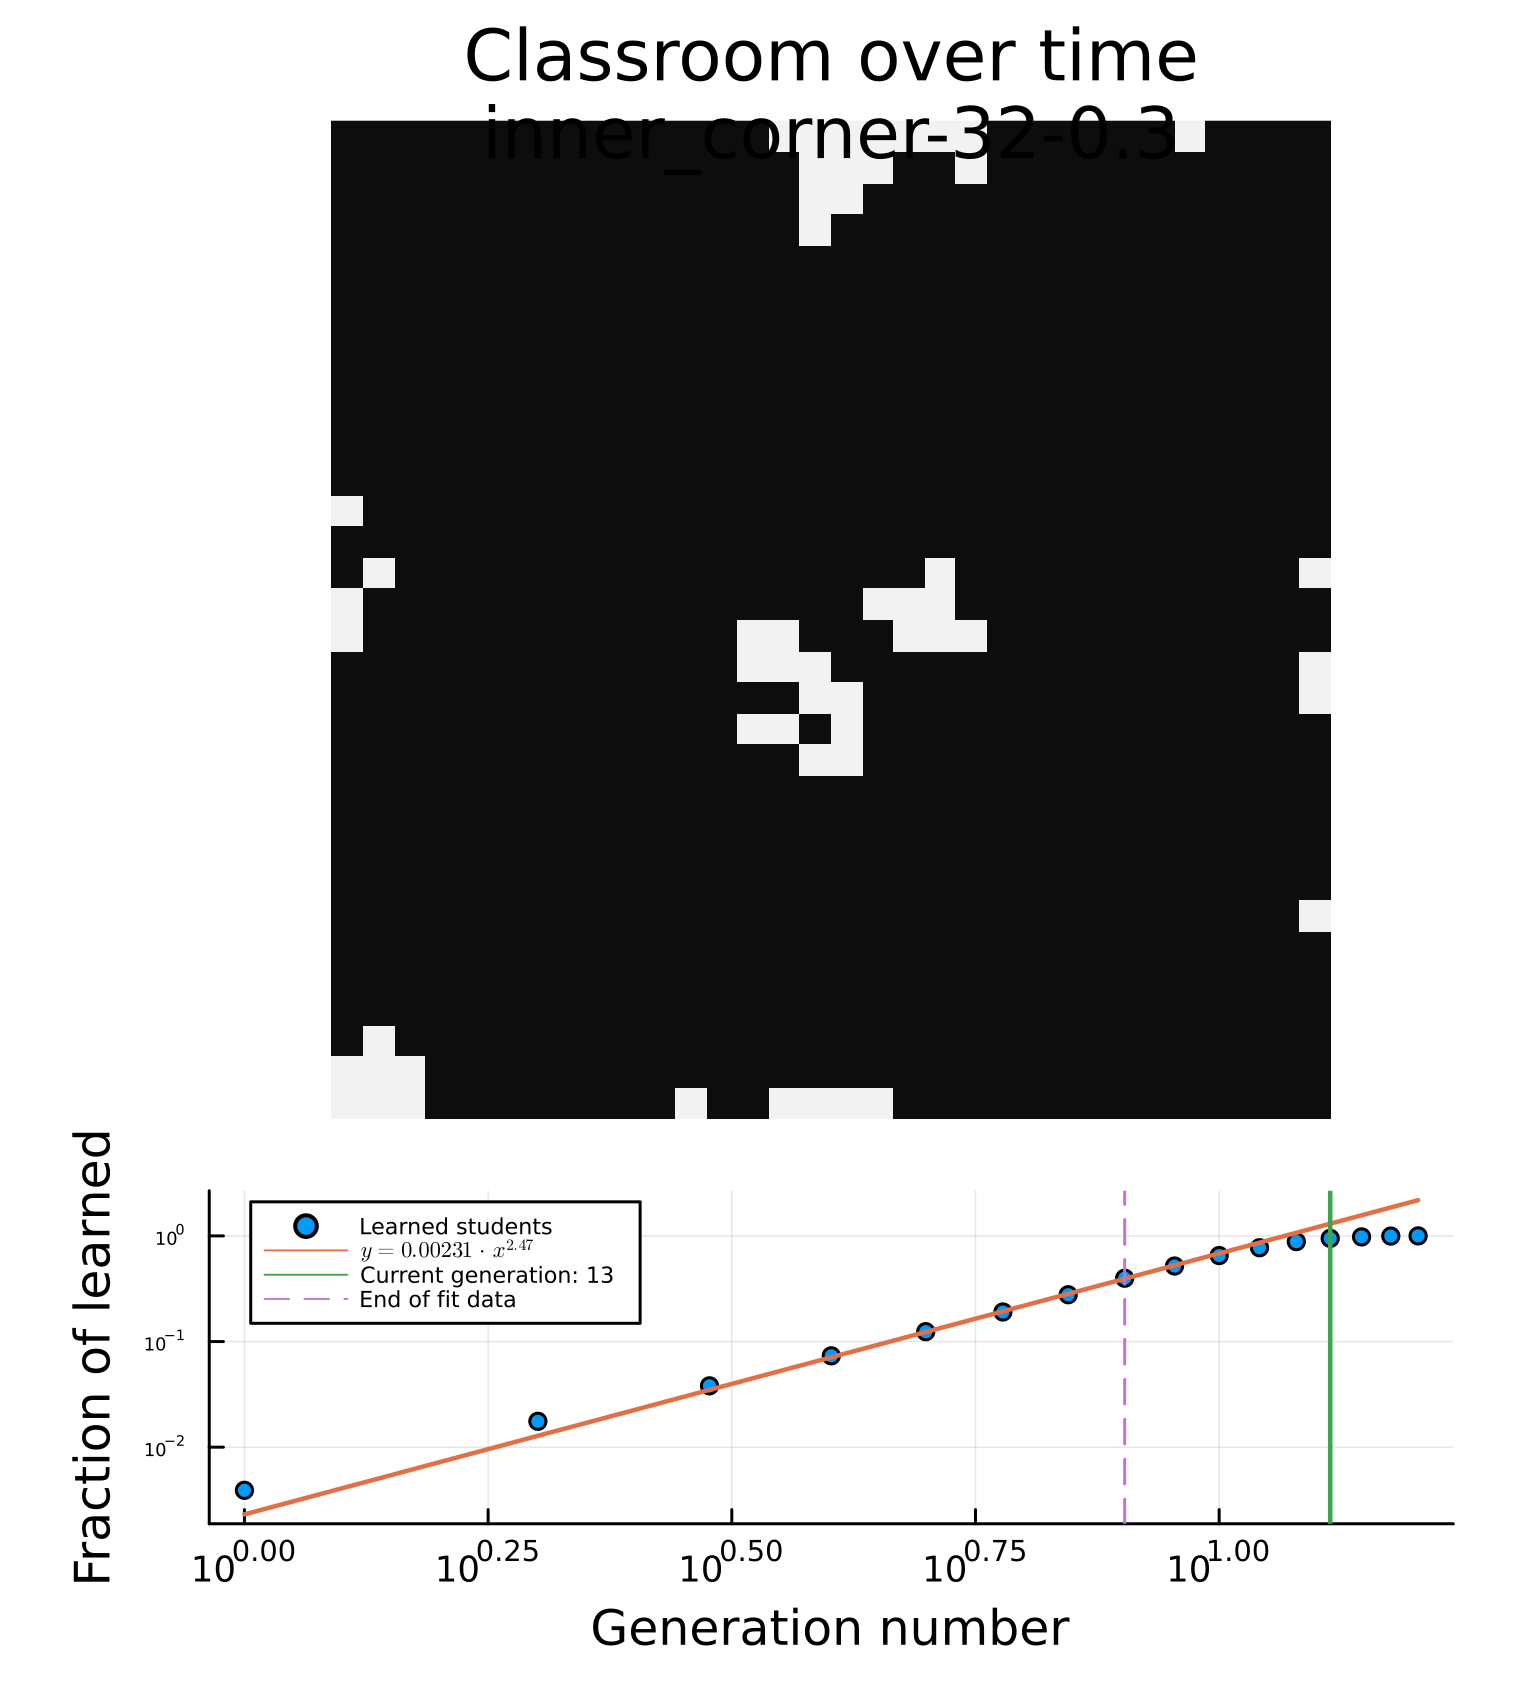 Classroom over time
inner_corner-32-0.3
Fraction of learned
Learned students
y = 0.00231 · x^2.47
Current generation: 13
End of fit data
10^0
10^−1
10^−2
10^0.00 10^0.25 10^0.50 10^0.75 10^1.00
Generation number